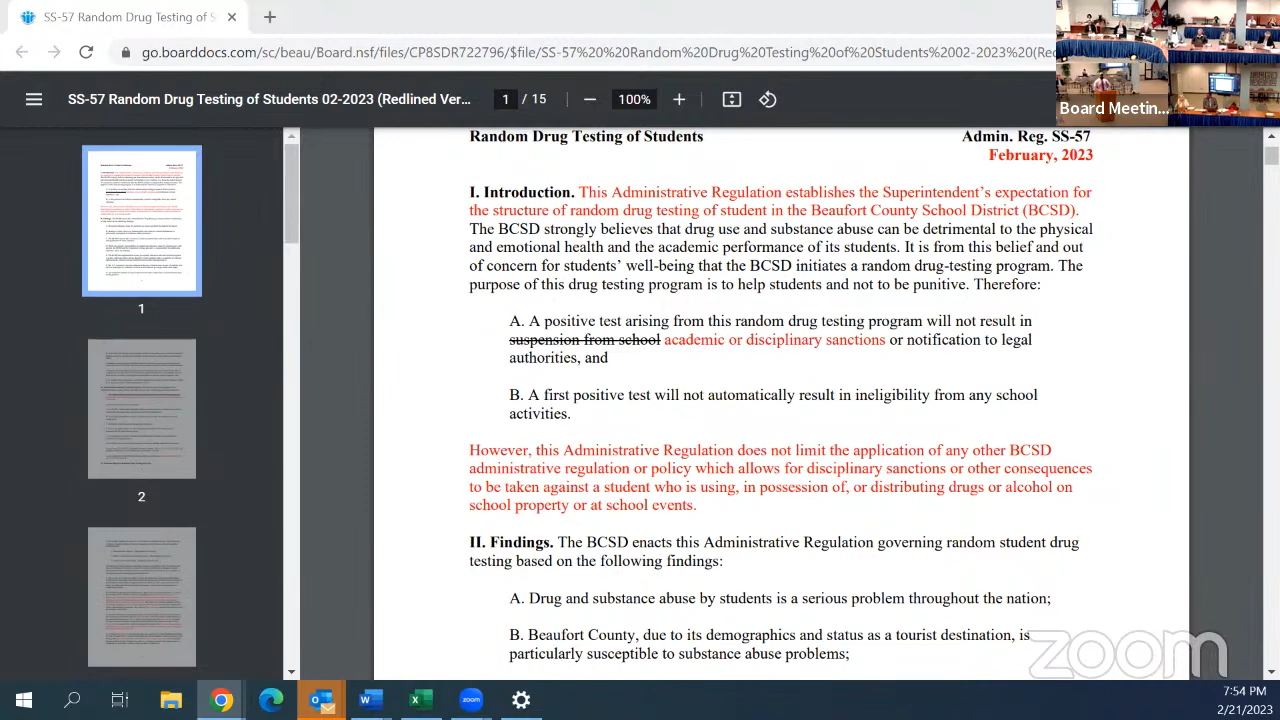 SS-57 Random Drug Testing of S
go.boarddocs.com/sc/beau/Board.nsf/files/CPBSDR7A5D96/$file/SS-57%20%20Random%20Drug%20Testing%20of%20Students%2002-2023%20(Re
Board Meetin...
SS-57 Random Drug Testing of Students 02-2023 (Redlined Ver...
1 / 15
100%
Random Drug Testing of Students Admin. Reg. SS-57
February, 2023
I. Introduction. This Administrative Regulation establishes the Superintendent's expectation for
the structure of random drug testing of student in the Beaufort County School District (BCSD).
The BCSD strongly believes that drug use and substance abuse can be detrimental to the physical
and emotional health and the academic performance of its students. It is from this belief and out
of concern for students' well-being that the BCSD initiates a random drug-testing program. The
purpose of this drug testing program is to help students and not to be punitive. Therefore:
A. A positive test arising from this random drug testing program will not result in
suspension from school academic or disciplinary sanctions or notification to legal
authorities, and
B. A first positive test will not automatically result in ineligibility from any school
activities.
However, this Administrative Regulation does not limit the application of any other BCSD
administrative regulation or policy which allows for disciplinary sanctions or other consequences
to be taken against a student who is using, in possession of, or distributing drugs or alcohol on
school property or at school events.
II. Findings. The BCSD enacts this Administrative Regulation governing random student drug
testing based on the following findings:
A. Drug and substance abuse by students is a serious problem throughout the nation;
B. Beaufort County, due to its demographics and status as a tourist destination, is
particularly susceptible to substance abuse problems;
1
2
zoom
zoom
7:54 PM
2/21/2023